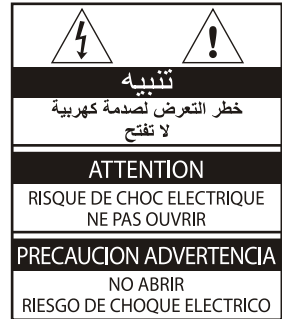 تنبيه
خطر التعرض لصدمة كهربية
لا تفتح
ATTENTION
RISQUE DE CHOC ELECTRIQUE
NE PAS OUVRIR
PRECAUCION ADVERTENCIA
NO ABRIR
RIESGO DE CHOQUE ELECTRICO